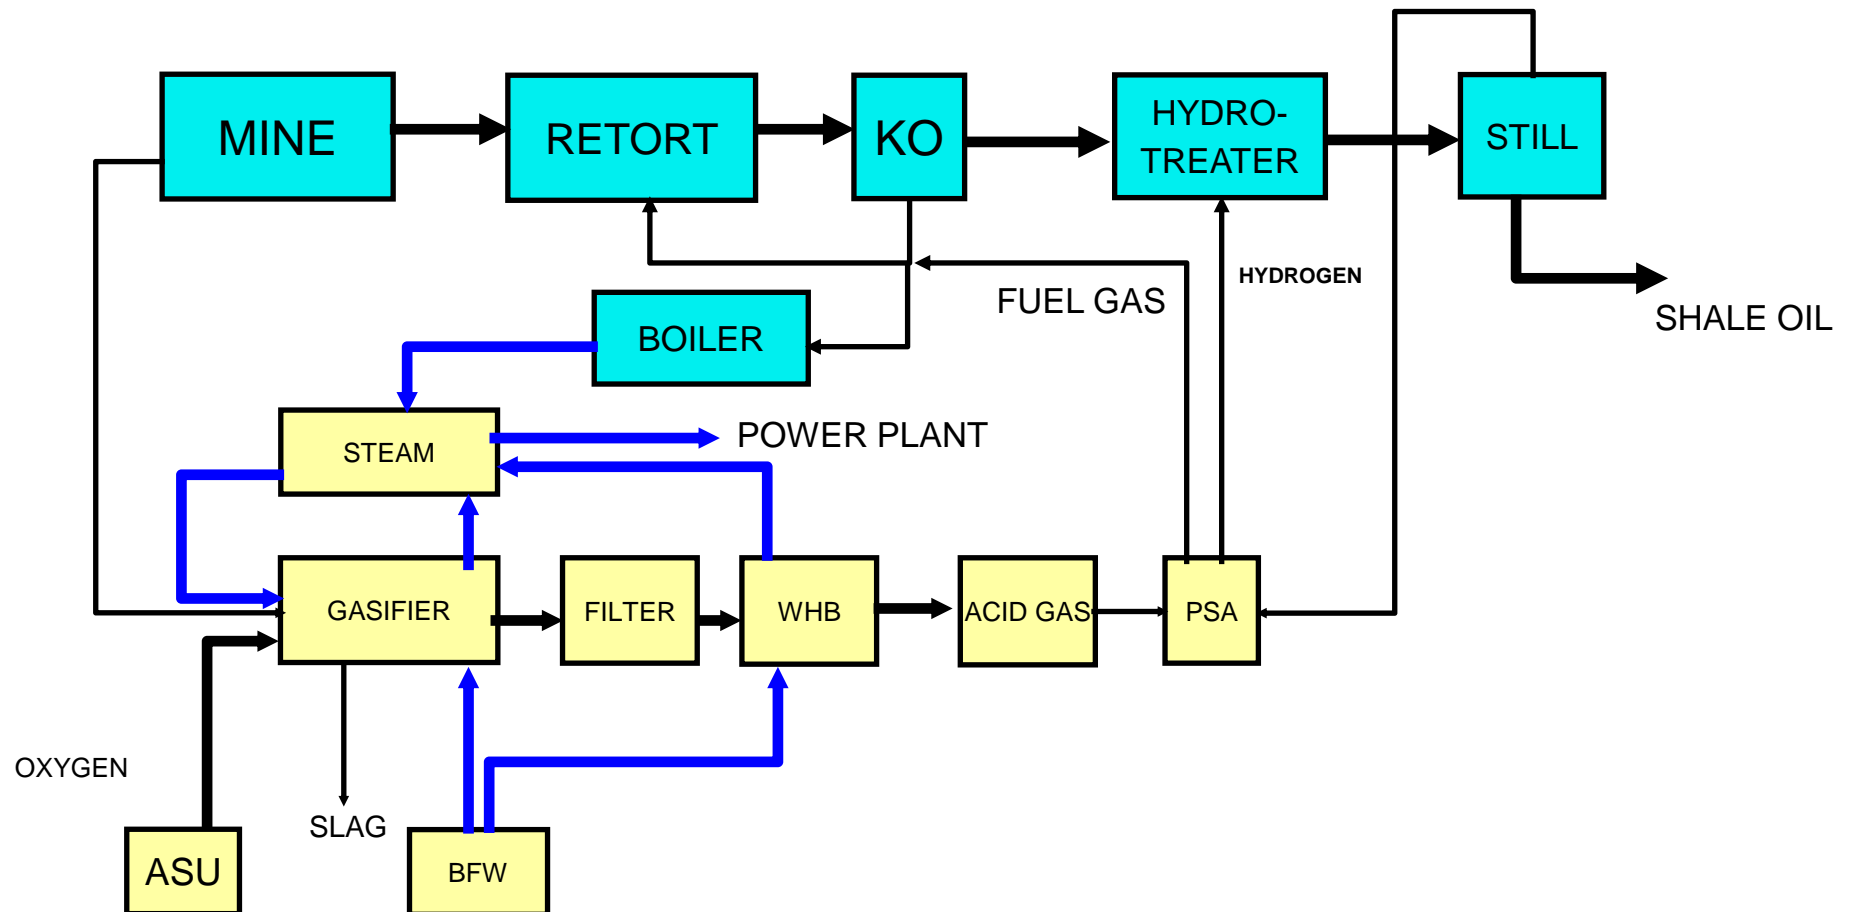 MINE
RETORT
KO
HYDRO-
TREATER
STILL
HYDROGEN
FUEL GAS
SHALE OIL
BOILER
POWER PLANT
STEAM
GASIFIER
FILTER
WHB
ACID GAS
PSA
OXYGEN
SLAG
ASU
BFW